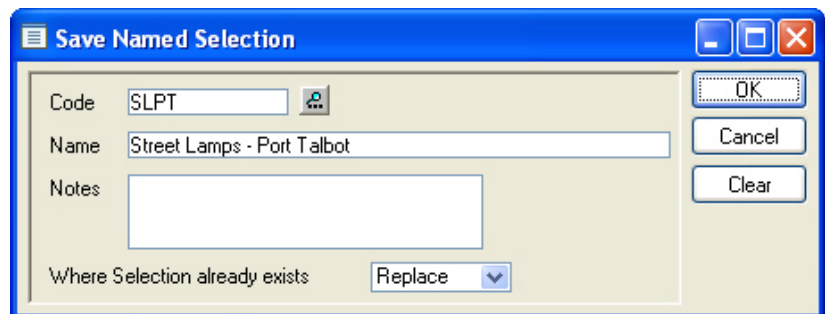 Save Named Selection
Code SLPT
OK
Name Street Lamps - Port Talbot
Cancel
Notes
Clear
Where Selection already exists Replace